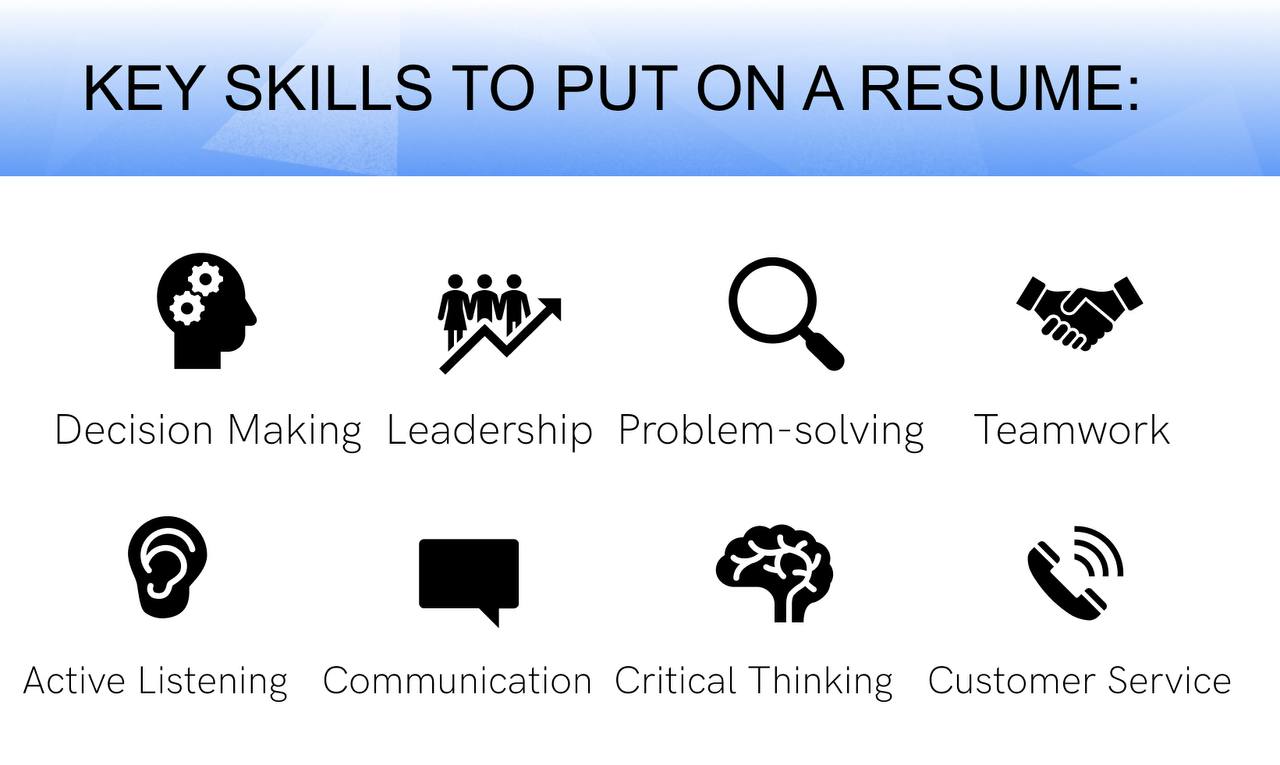 KEY SKILLS TO PUT ON A RESUME:
Decision Making Leadership Problem-solving Teamwork
Active Listening Communication Critical Thinking Customer Service